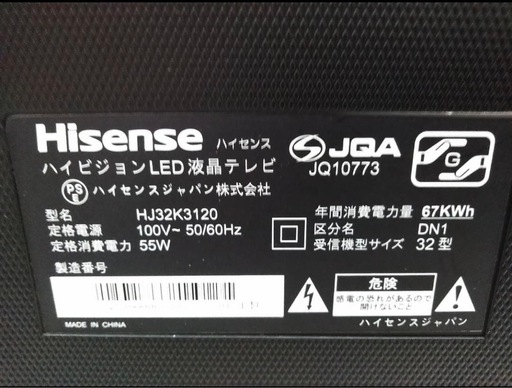 Hisense ハイセンス
ハイビジョンLED液晶テレビ
PS E ハイセンスジャパン株式会社
JQA
JQ10773
G
型名 HJ32K3120
定格電源 100V~ 50/60Hz
定格消費電力 55W
年間消費電力量 67KWh
区分名 DN1
受信機型サイズ 32型
製造番号
危険
感電の恐れがあるので
開けないこと
ハイセンスジャパン
MADE IN CHINA